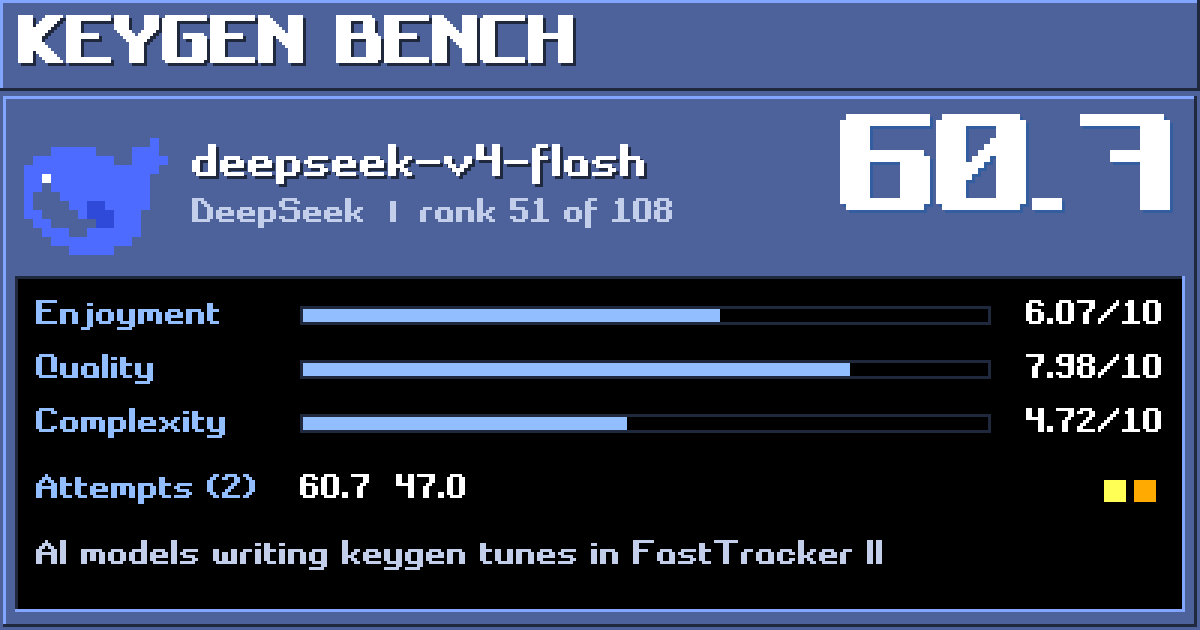 KEYGEN BENCH
deepseek-v4-flash
DeepSeek | rank 51 of 108
60.7
Enjoyment 6.07/10
Quality 7.98/10
Complexity 4.72/10
Attempts (2) 60.7 47.0
AI models writing keygen tunes in FastTracker II